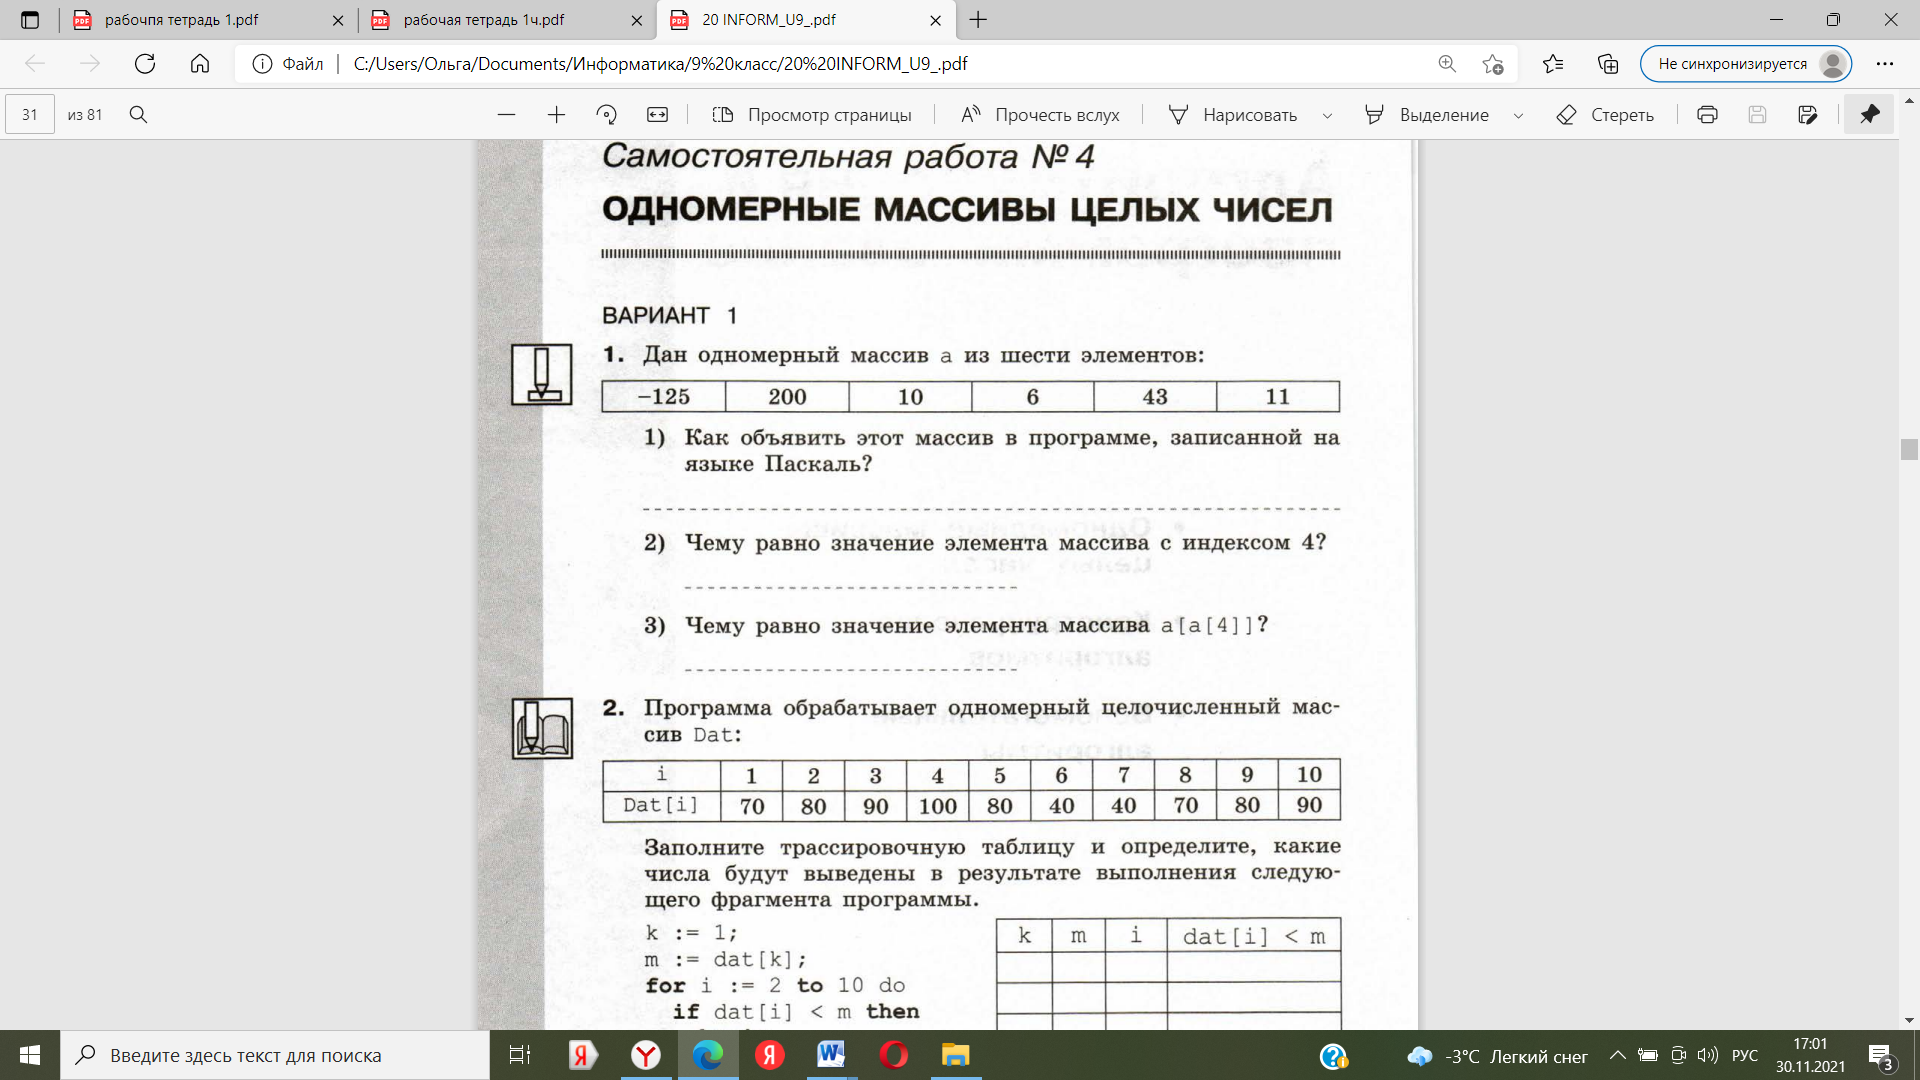 рабочпя тетрадь 1.pdf
рабочая тетрадь 1ч.pdf
20 INFORM_U9_.pdf
Файл
C:/Users/Ольга/Documents/Информатика/9%20класс/20%20INFORM_U9_.pdf
Не синхронизируется
31 из 81
Просмотр страницы
Прочесть вслух
Нарисовать
Выделение
Стереть
Самостоятельная работа № 4
ОДНОМЕРНЫЕ МАССИВЫ ЦЕЛЫХ ЧИСЕЛ
ВАРИАНТ 1
1. Дан одномерный массив a из шести элементов:
–125 200 10 6 43 11
1) Как объявить этот массив в программе, записанной на
языке Паскаль?
2) Чему равно значение элемента массива с индексом 4?
3) Чему равно значение элемента массива a[a[4]]?
2. Программа обрабатывает одномерный целочисленный мас-
сив Dat:
i 1 2 3 4 5 6 7 8 9 10
Dat[i] 70 80 90 100 80 40 40 70 80 90
Заполните трассировочную таблицу и определите, какие
числа будут выведены в результате выполнения следую-
щего фрагмента программы.
k := 1;
m := dat[k];
for i := 2 to 10 do
if dat[i] < m then
k m i dat[i] < m
Введите здесь текст для поиска
-3°C Легкий снег
РУС
17:01
30.11.2021
3